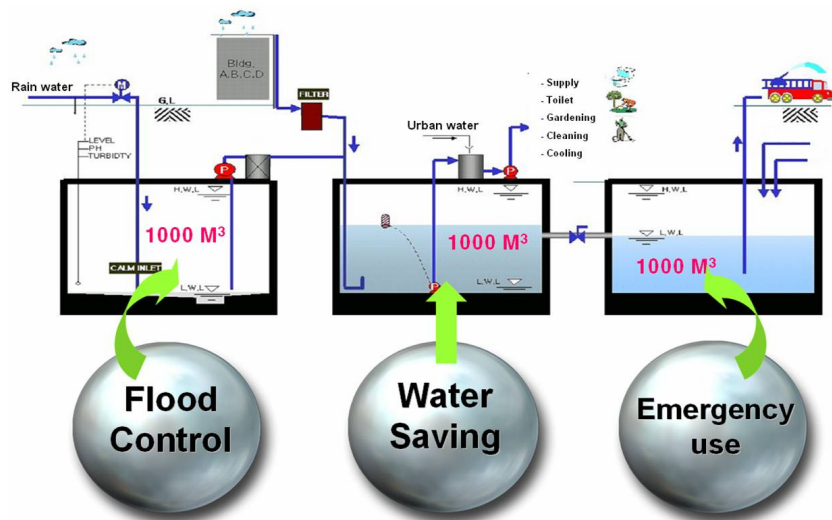 Bldg.
A,B,C,D
Rain water
M
G,L
FILTER
LEVEL
PH
TURBIDTY
P
H,W,L
1000 M³
CALM INLET
L,W,L
Urban water
P
H,W,L
1000 M³
P
L,W,L
- Supply
- Toilet
- Gardening
- Cleaning
- Cooling
H,W,L
L,W,L
1000 M³
Flood
Control
Water
Saving
Emergency
use